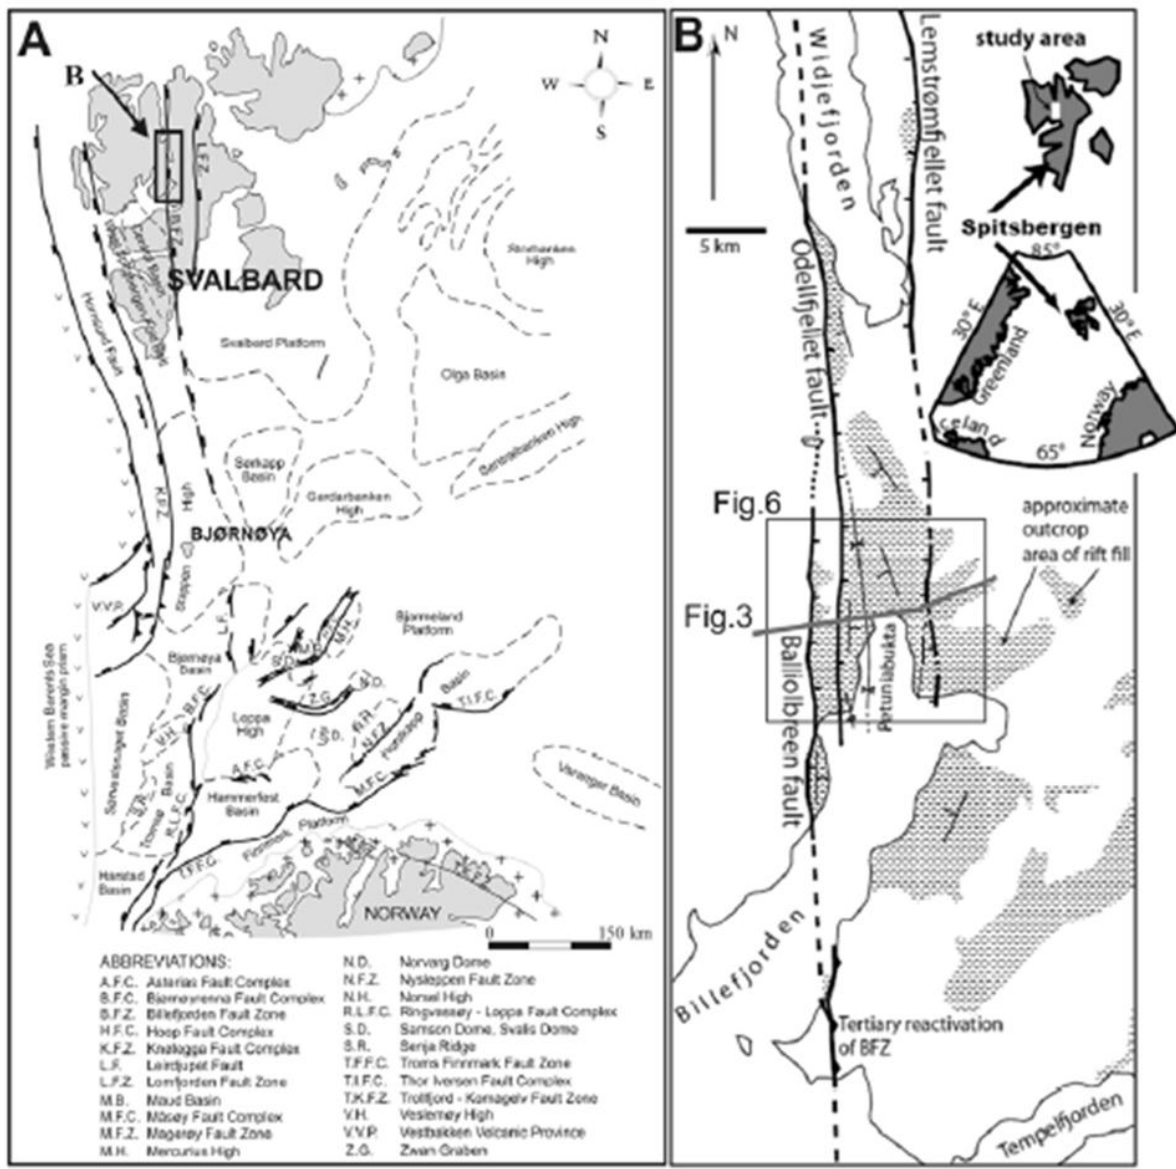 A
B
N
W
E
S
L.F.Z.
B.F.Z.
SVALBARD
Central Basin
Hornsund Fault
Svalbard Platform
Olga Basin
High
Sentralbanken High
Sørkapp
Basin
Gardarbanken
High
K.F.Z.
Stappen
High
BJØRNØYA
V.V.P.
L.F.
Bjarmeland
Platform
M.H.
S.D.
N.D.
Z.G.
Bjørnøya
Basin
B.F.C.
V.H.
Loppa
High
S.D.
N.F.Z.
Basin
T.I.F.C.
A.F.C.
M.F.C.
Hammerfest
Basin
Western Barents Sea
passive margin prism
Sørvestsnaget Basin
S.R.
Tromsø
Basin
R.L.F.C.
Varanger Basin
Finnmark
Platform
T.F.F.C.
Harstad
Basin
NORWAY
0
150 km
ABBREVIATIONS:
A.F.C. Asterias Fault Complex
B.F.C. Bjørnøyrenna Fault Complex
B.F.Z. Billefjorden Fault Zone
H.F.C. Hoop Fault Complex
K.F.Z. Knølegga Fault Complex
L.F. Leirdjupet Fault
L.F.Z. Lomfjorden Fault Zone
M.B. Maud Basin
M.F.C. Måsøy Fault Complex
M.F.Z. Magerøy Fault Zone
M.H. Mercurius High
N.D. Norvarg Dome
N.F.Z. Nysleppen Fault Zone
N.H. Norsel High
R.L.F.C. Ringvassøy - Loppa Fault Complex
S.D. Samson Dome, Svalis Dome
S.R. Senja Ridge
T.F.F.C. Troms Finnmark Fault Zone
T.I.F.C. Thor Iversen Fault Complex
T.K.F.Z. Trollfjord - Komagelv Fault Zone
V.H. Veslemøy High
V.V.P. Vestbakken Volcanic Province
Z.G. Zwan Graben
B
N
5 km
Widjefjorden
Lemstrømfjellet fault
Odellfjellet fault
study area
Spitsbergen
85°
30° E
30° E
Greenland
Iceland
Norway
65°
Fig.6
Fig.3
approximate
outcrop
area of rift fill
Balliolbreen fault
Petuniabukta
Billefjorden
Tertiary reactivation
of BFZ
Tempelfjorden